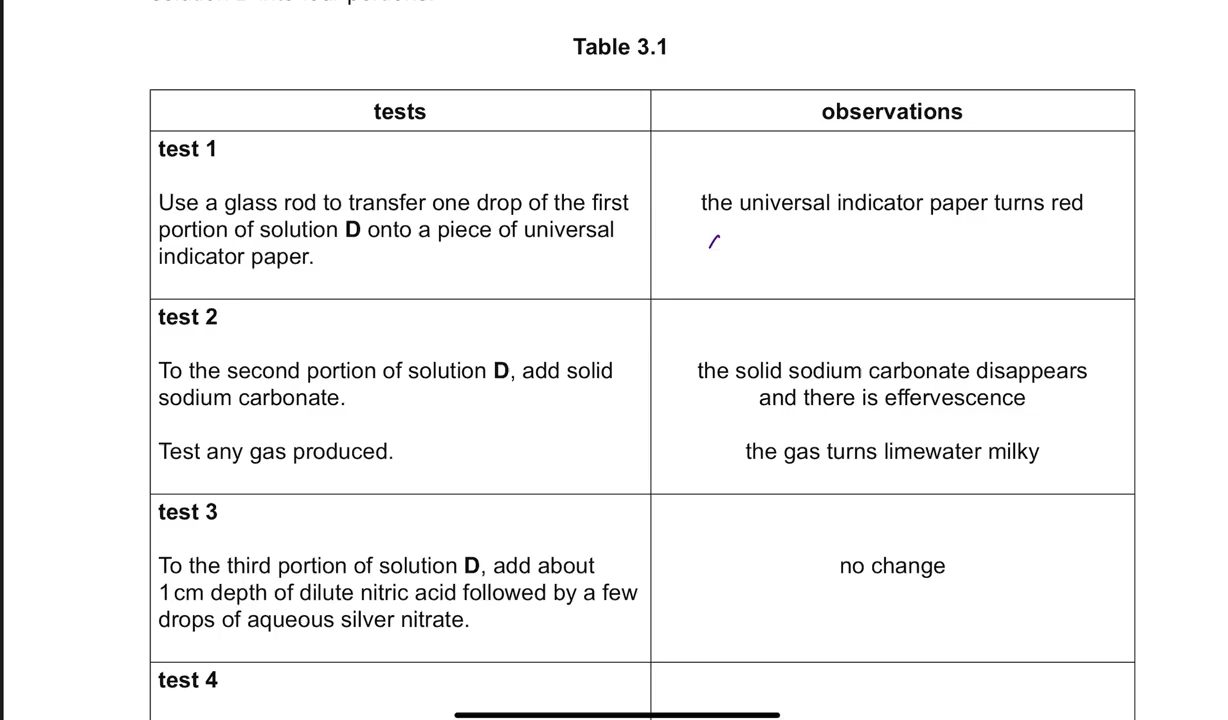 Table 3.1
tests
observations
test 1
Use a glass rod to transfer one drop of the first
portion of solution D onto a piece of universal
indicator paper.
the universal indicator paper turns red
test 2
To the second portion of solution D, add solid
sodium carbonate.
Test any gas produced.
the solid sodium carbonate disappears
and there is effervescence
the gas turns limewater milky
test 3
To the third portion of solution D, add about
1 cm depth of dilute nitric acid followed by a few
drops of aqueous silver nitrate.
no change
test 4